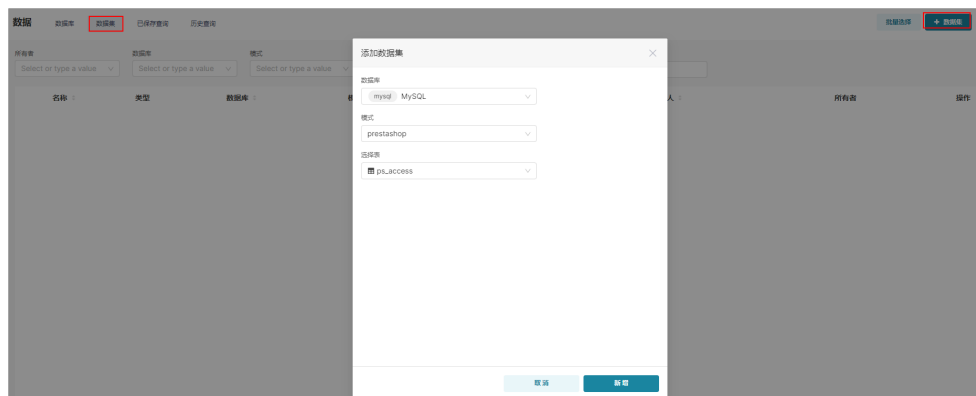 数据 数据库 数据集 已保存查询 历史查询 批量选择 + 数据集
所有者 数据库 模式
Select or type a value Select or type a value Select or type a value
名称 类型 数据库 人 所有者 操作
添加数据集
数据库
mysql MySQL
模式
prestashop
选择表
ps_access
取消 新增